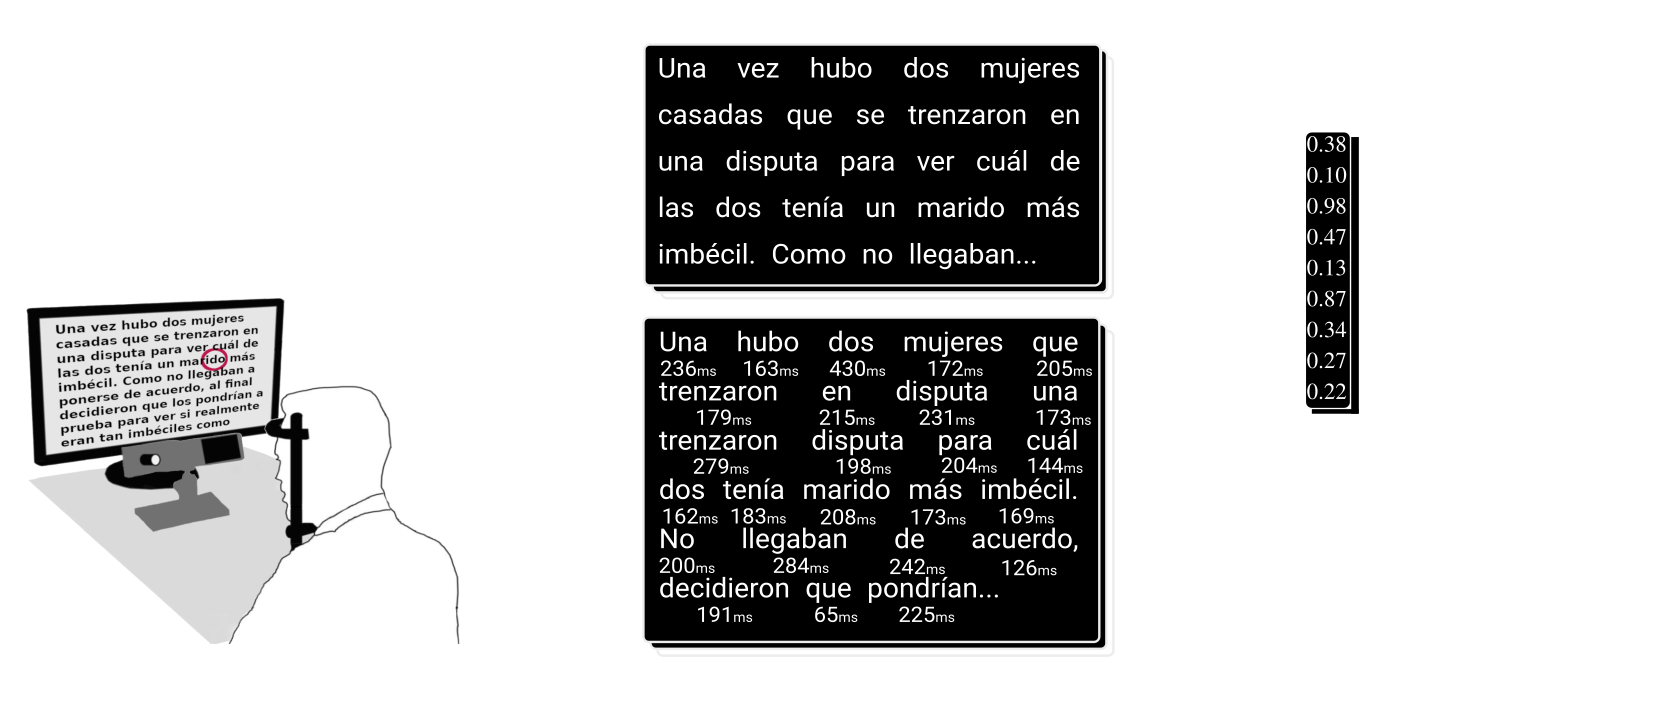 Una vez hubo dos mujeres
casadas que se trenzaron en
una disputa para ver cuál de
las dos tenía un marido más
imbécil. Como no llegaban a
ponerse de acuerdo, al final
decidieron que los pondrían a
prueba para ver si realmente
eran tan imbéciles como
Una vez hubo dos mujeres
casadas que se trenzaron en
una disputa para ver cuál de
las dos tenía un marido más
imbécil. Como no llegaban...
Una hubo dos mujeres que
236ms 163ms 430ms 172ms 205ms
trenzaron en disputa una
179ms 215ms 231ms 173ms
trenzaron disputa para cuál
279ms 198ms 204ms 144ms
dos tenía marido más imbécil.
162ms 183ms 208ms 173ms 169ms
No llegaban de acuerdo,
200ms 284ms 242ms 126ms
decidieron que pondrían...
191ms 65ms 225ms
0.38
0.10
0.98
0.47
0.13
0.87
0.34
0.27
0.22